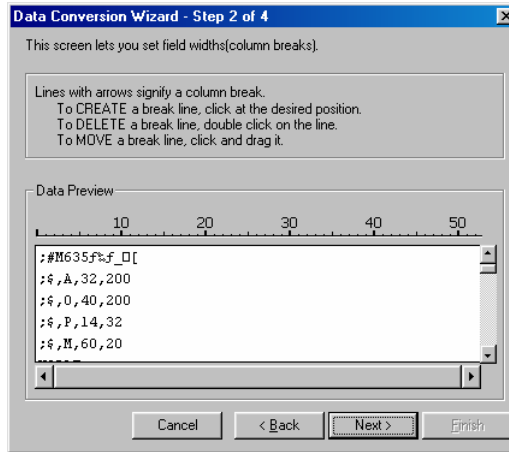 Data Conversion Wizard - Step 2 of 4
This screen lets you set field widths(column breaks).
Lines with arrows signify a column break.
To CREATE a break line, click at the desired position.
To DELETE a break line, double click on the line.
To MOVE a break line, click and drag it.
Data Preview
10 20 30 40 50
;#M635ƒ‰ƒ_□[
;$,A,32,200
;$,0,40,200
;$,P,14,32
;$,M,60,20
Cancel < Back Next > Finish